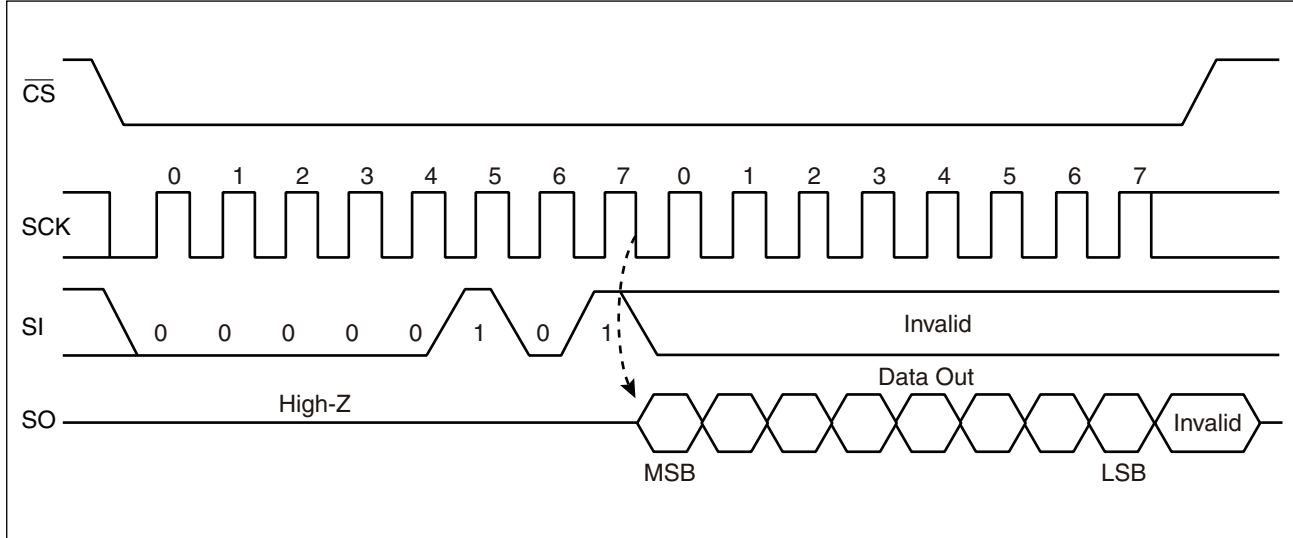 C̅S̅
0 1 2 3 4 5 6 7 0 1 2 3 4 5 6 7
SCK
SI
0 0 0 0 0 1 0 1
Invalid
Data Out
High-Z
SO
Invalid
MSB
LSB